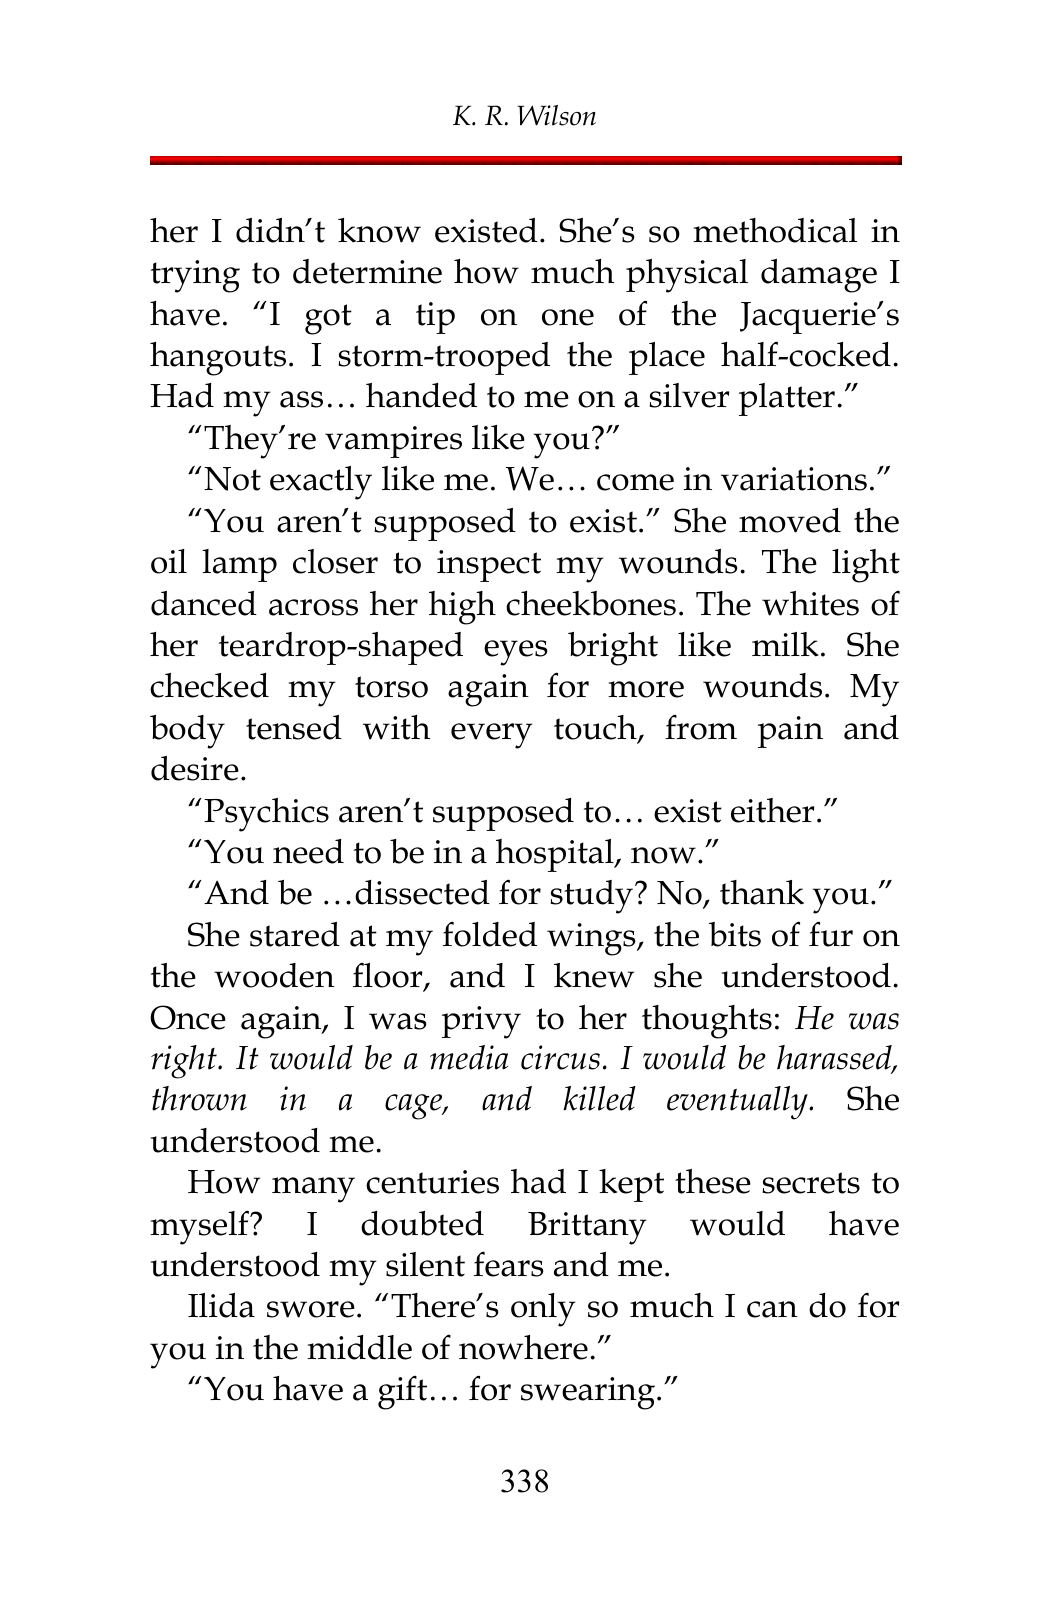 K. R. Wilson
her I didn’t know existed. She’s so methodical in
trying to determine how much physical damage I
have. “I got a tip on one of the Jacquerie’s
hangouts. I storm-trooped the place half-cocked.
Had my ass… handed to me on a silver platter.”
“They’re vampires like you?”
“Not exactly like me. We… come in variations.”
“You aren’t supposed to exist.” She moved the
oil lamp closer to inspect my wounds. The light
danced across her high cheekbones. The whites of
her teardrop-shaped eyes bright like milk. She
checked my torso again for more wounds. My
body tensed with every touch, from pain and
desire.
“Psychics aren’t supposed to… exist either.”
“You need to be in a hospital, now.”
“And be …dissected for study? No, thank you.”
She stared at my folded wings, the bits of fur on
the wooden floor, and I knew she understood.
Once again, I was privy to her thoughts: He was
right. It would be a media circus. I would be harassed,
thrown in a cage, and killed eventually. She
understood me.
How many centuries had I kept these secrets to
myself? I doubted Brittany would have
understood my silent fears and me.
Ilida swore. “There’s only so much I can do for
you in the middle of nowhere.”
“You have a gift… for swearing.”
338